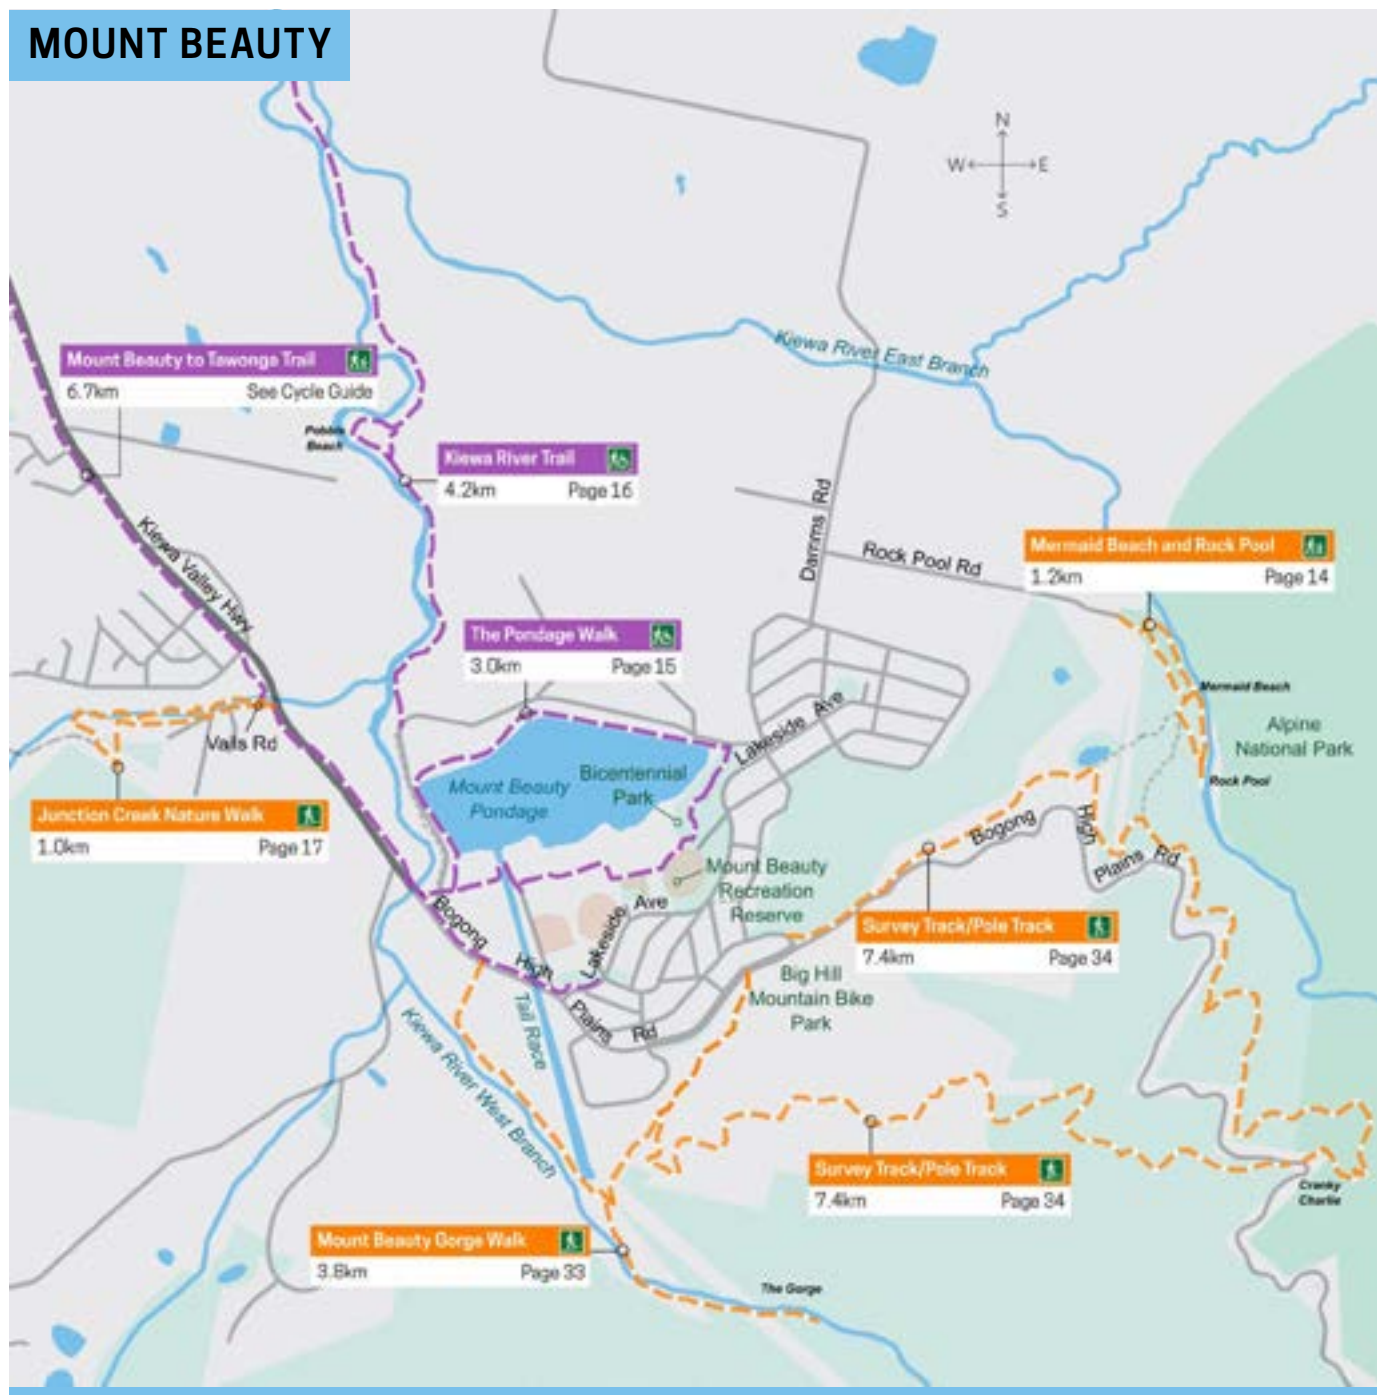 MOUNT BEAUTY
N
W E
S
Kiewa River East Branch
Mount Beauty to Tawonga Trail
6.7km See Cycle Guide
Pebble
Beach
Kiewa River Trail
4.2km Page 16
Kiewa Valley Hwy
Damms Rd
Rock Pool Rd
Mermaid Beach and Rock Pool
1.2km Page 14
The Pondage Walk
3.0km Page 15
Mermaid Beach
Lakeside Ave
Alpine
National Park
Valls Rd
Rock Pool
Mount Beauty
Pondage
Bicentennial
Park
Junction Creek Nature Walk
1.0km Page 17
Bogong High Plains Rd
Mount Beauty
Recreation
Reserve
Lakeside Ave
Survey Track/Pole Track
7.4km Page 34
Bogong High Plains Rd
Big Hill
Mountain Bike
Park
Tail Race
Kiewa River West Branch
Survey Track/Pole Track
7.4km Page 34
Cranky
Charlie
Mount Beauty Gorge Walk
3.8km Page 33
The Gorge